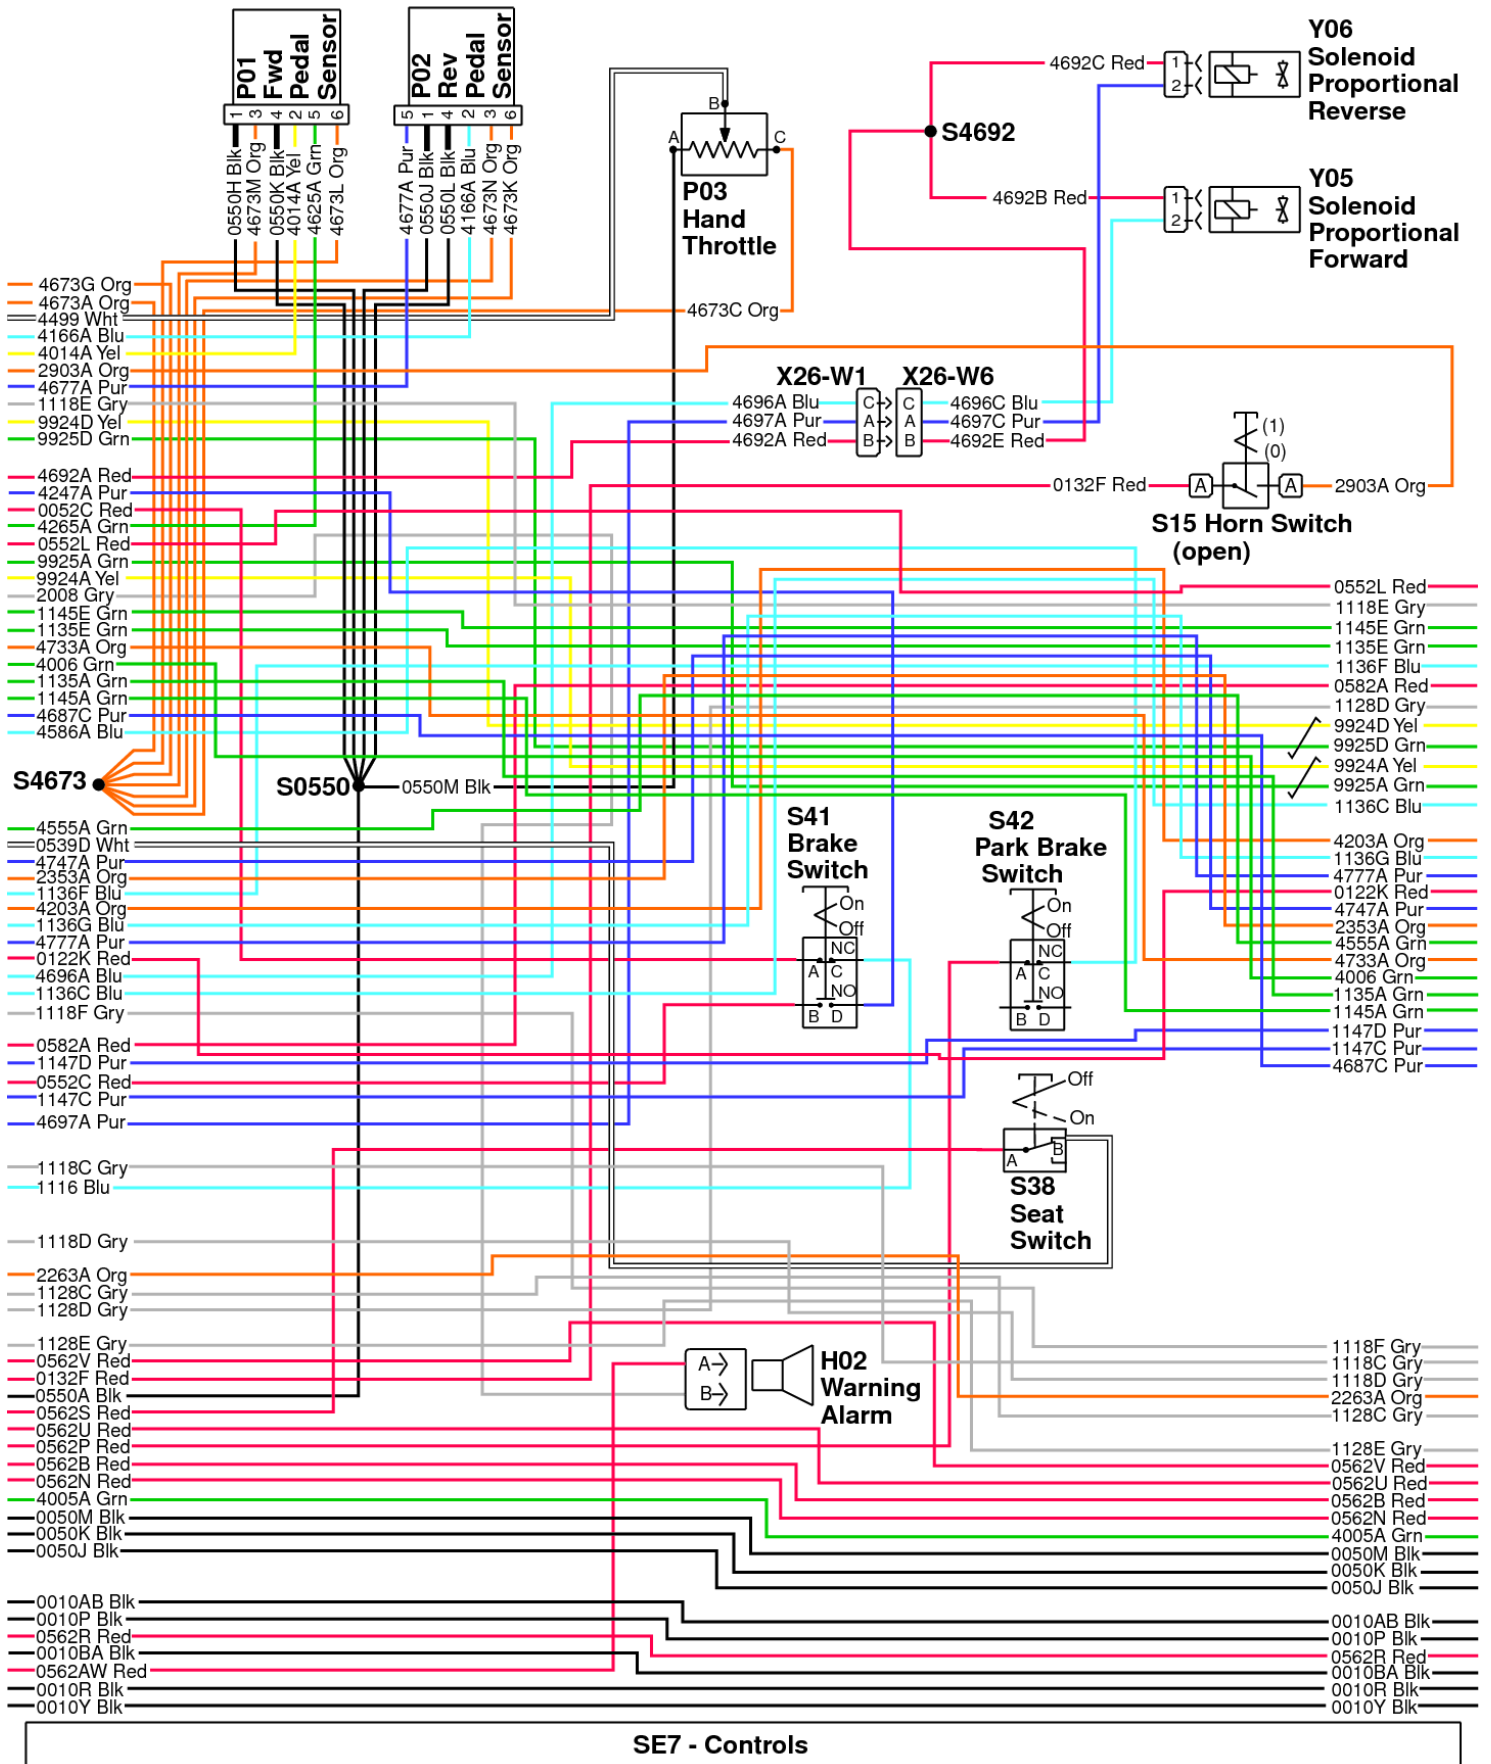 P01
Fwd
Pedal
Sensor
1 3 4 2 5 6
0550H Blk
4673M Org
0550K Blk
4014A Yel
4625A Grn
4673L Org
P02
Rev
Pedal
Sensor
5 1 4 2 3 6
4677A Pur
0550J Blk
0550L Blk
4166A Blu
4673N Org
4673K Org
B
A
C
P03
Hand
Throttle
4673C Org
4692C Red
1
2
Y06
Solenoid
Proportional
Reverse
S4692
4692B Red
1
2
Y05
Solenoid
Proportional
Forward
X26-W1
X26-W6
4696A Blu C C 4696C Blu
4697A Pur A A 4697C Pur
4692A Red B B 4692E Red
(1)
(0)
0132F Red A A 2903A Org
S15 Horn Switch
(open)
4673G Org
4673A Org
4499 Wht
4166A Blu
4014A Yel
2903A Org
4677A Pur
1118E Gry
9924D Yel
9925D Grn
4692A Red
4247A Pur
0052C Red
4265A Grn
0552L Red
9925A Grn
9924A Yel
2008 Gry
1145E Grn
1135E Grn
4733A Org
4006 Grn
1135A Grn
1145A Grn
4687C Pur
4586A Blu
S4673
S0550
0550M Blk
4555A Grn
0539D Wht
4747A Pur
2353A Org
1136F Blu
4203A Org
1136G Blu
4777A Pur
0122K Red
4696A Blu
1136C Blu
1118F Gry
0582A Red
1147D Pur
0552C Red
1147C Pur
4697A Pur
1118C Gry
1116 Blu
1118D Gry
2263A Org
1128C Gry
1128D Gry
1128E Gry
0562V Red
0132F Red
0550A Blk
0562S Red
0562U Red
0562P Red
0562B Red
0562N Red
4005A Grn
0050M Blk
0050K Blk
0050J Blk
0010AB Blk
0010P Blk
0562R Red
0010BA Blk
0562AW Red
0010R Blk
0010Y Blk
S41
Brake
Switch
On
Off
NC
A C
NO
B D
S42
Park Brake
Switch
On
Off
NC
A C
NO
B D
Off
On
A
B
S38
Seat
Switch
A
B
H02
Warning
Alarm
0552L Red
1118E Gry
1145E Grn
1135E Grn
1136F Blu
0582A Red
1128D Gry
9924D Yel
9925D Grn
9924A Yel
9925A Grn
1136C Blu
4203A Org
1136G Blu
4777A Pur
0122K Red
4747A Pur
2353A Org
4555A Grn
4733A Org
4006 Grn
1135A Grn
1145A Grn
1147D Pur
1147C Pur
4687C Pur
1118F Gry
1118C Gry
1118D Gry
2263A Org
1128C Gry
1128E Gry
0562V Red
0562U Red
0562B Red
0562N Red
4005A Grn
0050M Blk
0050K Blk
0050J Blk
0010AB Blk
0010P Blk
0562R Red
0010BA Blk
0010R Blk
0010Y Blk
SE7 - Controls